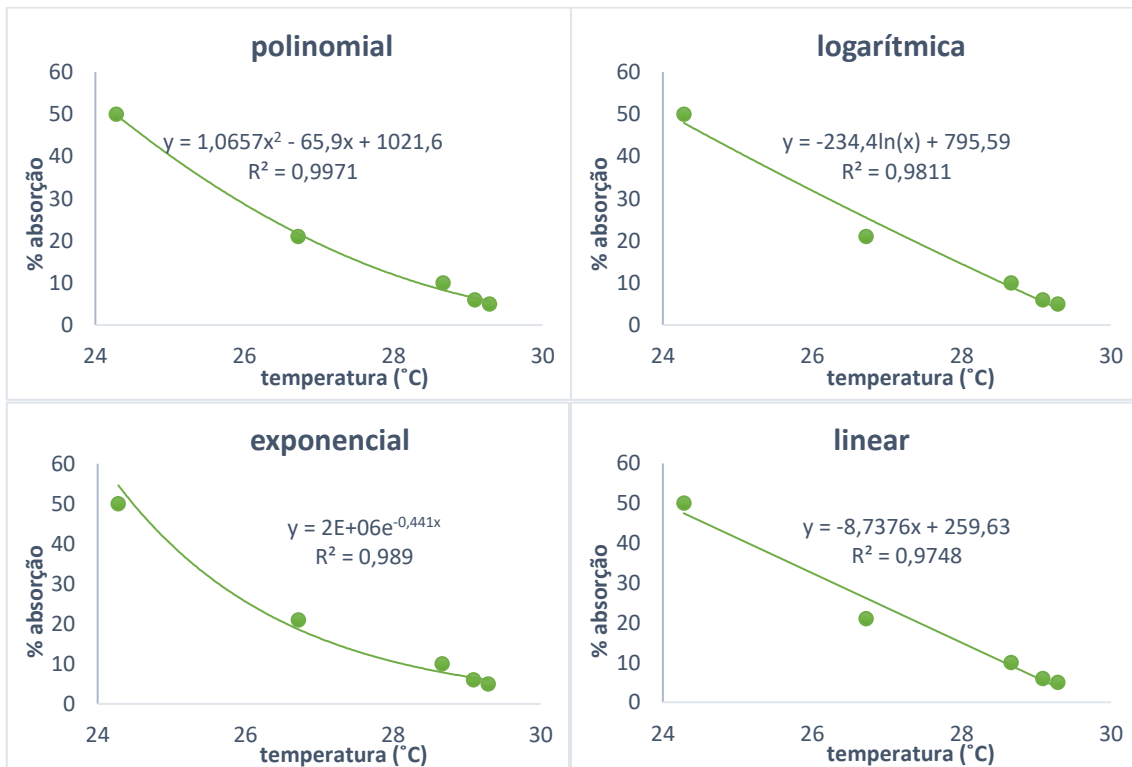 polinomial
60
50
40
30
20
10
0
24
26
28
30
% absorção
temperatura (˚C)
y = 1,0657x² - 65,9x + 1021,6
R² = 0,9971
logarítmica
60
50
40
30
20
10
0
24
26
28
30
% absorção
temperatura (˚C)
y = -234,4ln(x) + 795,59
R² = 0,9811
exponencial
60
50
40
30
20
10
0
24
26
28
30
% absorção
temperatura (˚C)
y = 2E+06e⁻⁰,⁴⁴¹ˣ
R² = 0,989
linear
60
50
40
30
20
10
0
24
26
28
30
% absorção
temperatura (˚C)
y = -8,7376x + 259,63
R² = 0,9748